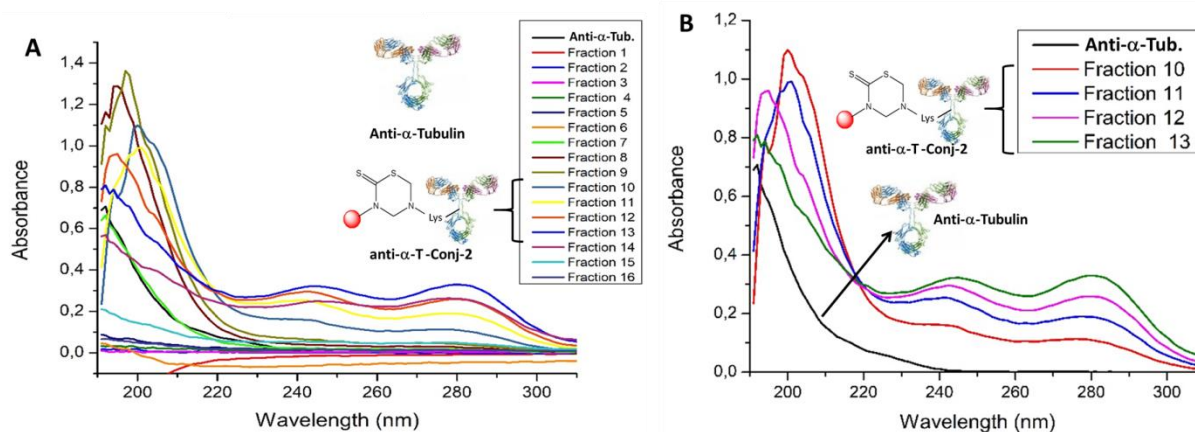 A
Absorbance
1,4
1,2
1,0
0,8
0,6
0,4
0,2
0,0
200 220 240 260 280 300
Wavelength (nm)
Anti-α-Tubulin
S
S
N
N
Lys
anti-α-T-Conj-2
Anti-α-Tub.
Fraction 1
Fraction 2
Fraction 3
Fraction 4
Fraction 5
Fraction 6
Fraction 7
Fraction 8
Fraction 9
Fraction 10
Fraction 11
Fraction 12
Fraction 13
Fraction 14
Fraction 15
Fraction 16
B
Absorbance
1,2
1,0
0,8
0,6
0,4
0,2
0,0
200 220 240 260 280 300
Wavelength (nm)
S
S
N
N
Lys
anti-α-T-Conj-2
Anti-α-Tubulin
Anti-α-Tub.
Fraction 10
Fraction 11
Fraction 12
Fraction 13